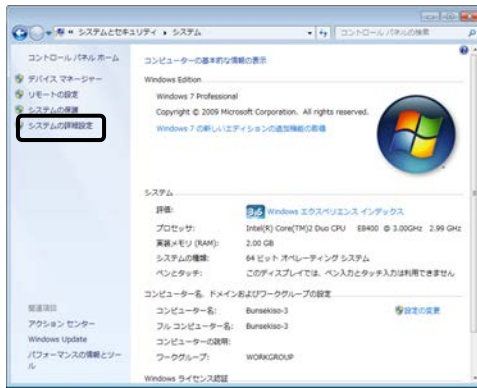 システムとセキュリティ ▸ システム
コントロール パネルの検索
コントロール パネル ホーム
デバイス マネージャー
リモートの設定
システムの保護
システムの詳細設定
関連項目
アクション センター
Windows Update
パフォーマンスの情報とツール
コンピューターの基本的な情報の表示
Windows Edition
Windows 7 Professional
Copyright © 2009 Microsoft Corporation. All rights reserved.
Windows 7 の新しいエディションの追加機能の取得
システム
評価: 3.5 Windows エクスペリエンス インデックス
プロセッサ: Intel(R) Core(TM)2 Duo CPU E8400 @ 3.00GHz 2.99 GHz
実装メモリ (RAM): 2.00 GB
システムの種類: 64 ビット オペレーティング システム
ペンとタッチ: このディスプレイでは、ペン入力とタッチ入力は利用できません
コンピューター名、ドメインおよびワークグループの設定
コンピューター名: Bunsekiso-3 設定の変更
フル コンピューター名: Bunsekiso-3
コンピューターの説明:
ワークグループ: WORKGROUP
Windows ライセンス認証